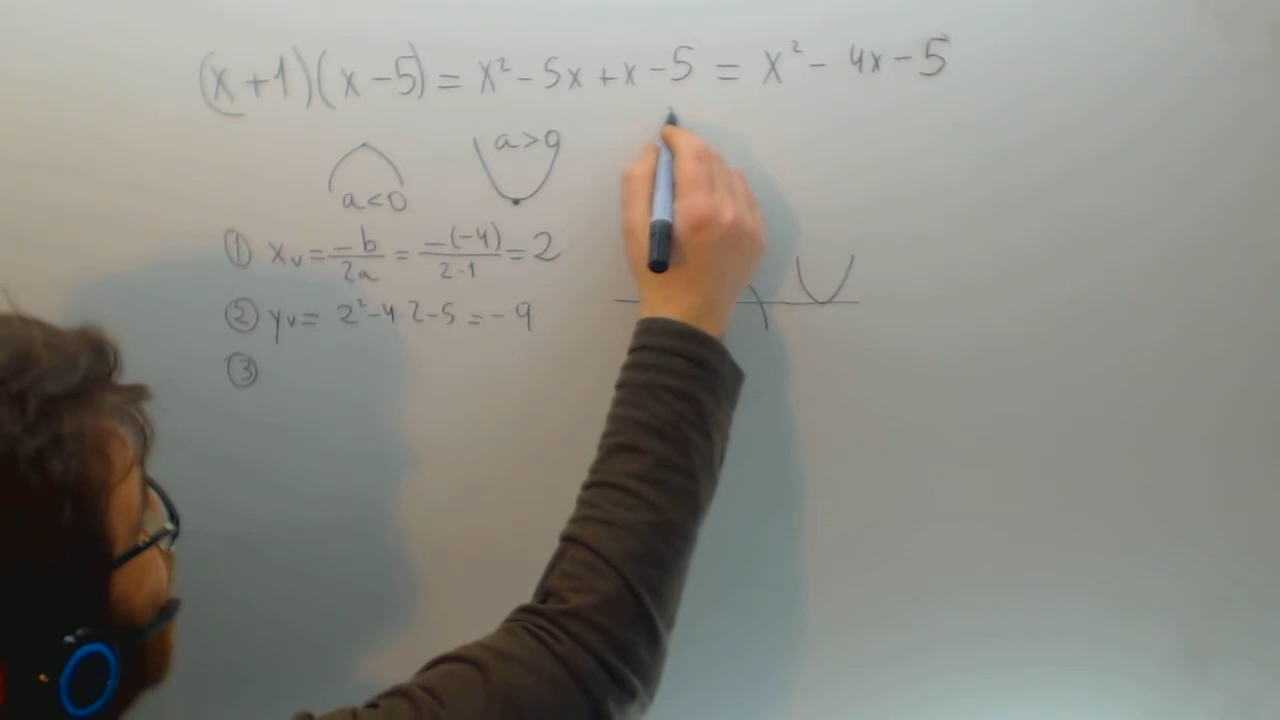 (x+1)(x-5) = x²-5x+x-5 = x²-4x-5
a<0
a>0
① xᵥ = -b/2a = -(-4)/2·1 = 2
② yᵥ = 2²-4·2-5 = -9
③